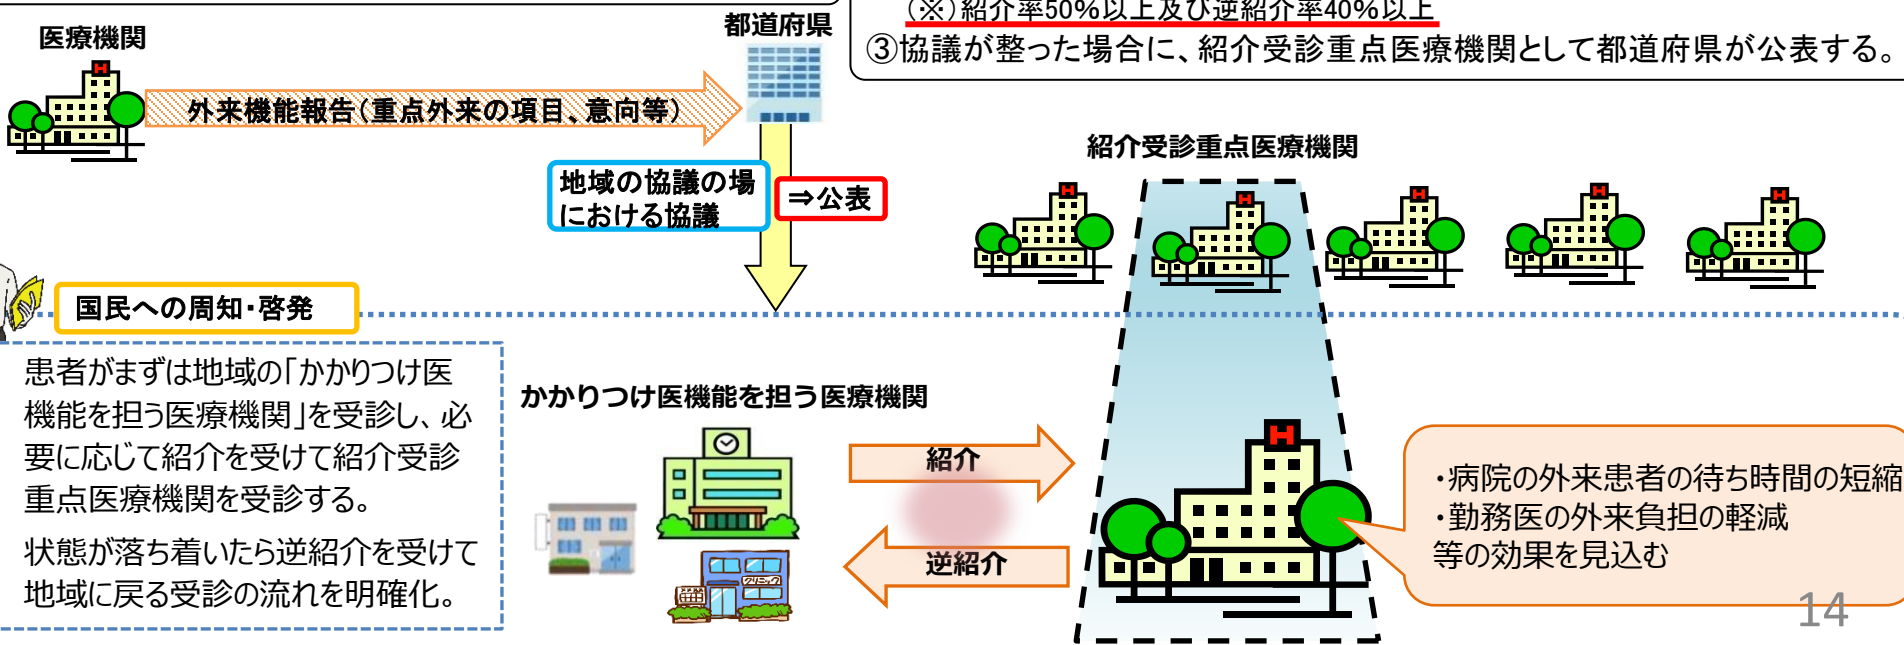 (※)紹介率50%以上及び逆紹介率40%以上
③協議が整った場合に、紹介受診重点医療機関として都道府県が公表する。
医療機関
都道府県
外来機能報告(重点外来の項目、意向等)
地域の協議の場
における協議
⇒公表
紹介受診重点医療機関
国民への周知・啓発
患者がまずは地域の「かかりつけ医
機能を担う医療機関」を受診し、必
要に応じて紹介を受けて紹介受診
重点医療機関を受診する。
状態が落ち着いたら逆紹介を受けて
地域に戻る受診の流れを明確化。
かかりつけ医機能を担う医療機関
クリニック
紹介
逆紹介
・病院の外来患者の待ち時間の短縮
・勤務医の外来負担の軽減
等の効果を見込む
14
H
H
H
H
H
H
H